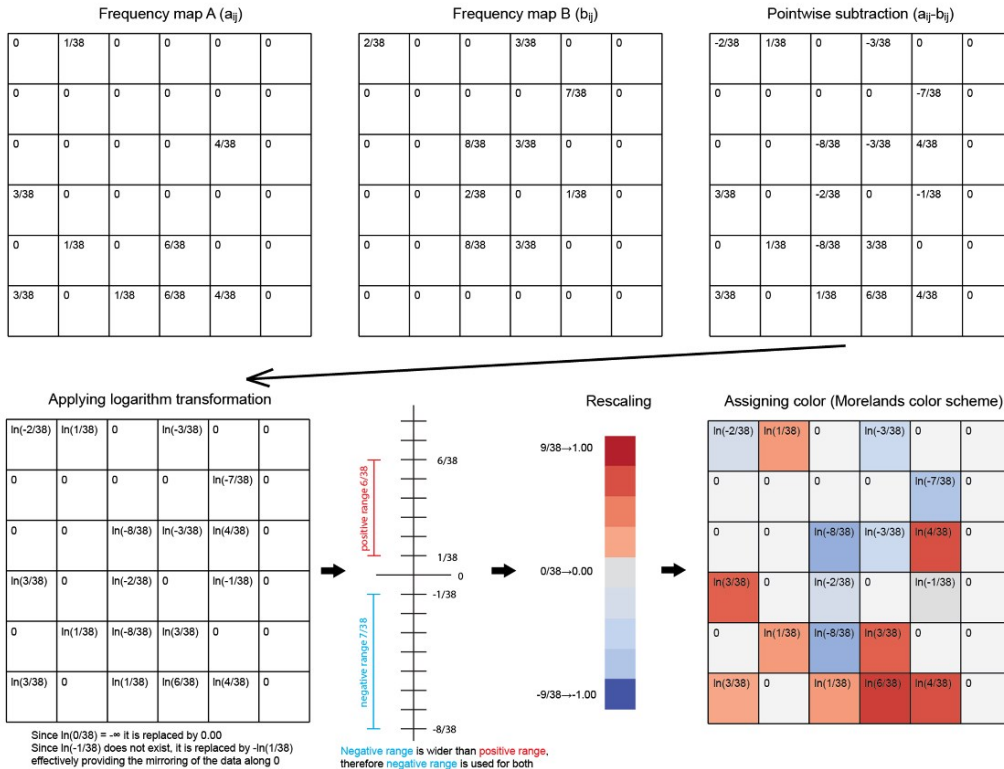 Frequency map A (aij)
Frequency map B (bij)
Pointwise subtraction (aij-bij)
0 1/38 0 0 0 0
0 0 0 0 0 0
0 0 0 0 4/38 0
3/38 0 0 0 0 0
0 1/38 0 6/38 0 0
3/38 0 1/38 6/38 4/38 0
2/38 0 0 3/38 0 0
0 0 0 0 7/38 0
0 0 8/38 3/38 0 0
0 0 2/38 0 1/38 0
0 0 8/38 3/38 0 0
0 0 0 0 0 0
-2/38 1/38 0 -3/38 0 0
0 0 0 0 -7/38 0
0 0 -8/38 -3/38 4/38 0
3/38 0 -2/38 0 -1/38 0
0 1/38 -8/38 3/38 0 0
3/38 0 1/38 6/38 4/38 0
Applying logarithm transformation
ln(-2/38) ln(1/38) 0 ln(-3/38) 0 0
0 0 0 0 ln(-7/38) 0
0 0 ln(-8/38) ln(-3/38) ln(4/38) 0
ln(3/38) 0 ln(-2/38) 0 ln(-1/38) 0
0 ln(1/38) ln(-8/38) ln(3/38) 0 0
ln(3/38) 0 ln(1/38) ln(6/38) ln(4/38) 0
Since ln(0/38) = -∞ it is replaced by 0.00
Since ln(-1/38) does not exist, it is replaced by -ln(1/38)
effectively providing the mirroring of the data along 0
6/38
positive range 6/38
1/38
0
-1/38
negative range 7/38
-8/38
Negative range is wider than positive range,
therefore negative range is used for both
Rescaling
9/38→1.00
0/38→0.00
-9/38→-1.00
Assigning color (Morelands color scheme)
ln(-2/38) ln(1/38) 0 ln(-3/38) 0 0
0 0 0 0 ln(-7/38) 0
0 0 ln(-8/38) ln(-3/38) ln(4/38) 0
ln(3/38) 0 ln(-2/38) 0 ln(-1/38) 0
0 ln(1/38) ln(-8/38) ln(3/38) 0 0
ln(3/38) 0 ln(1/38) ln(6/38) ln(4/38) 0